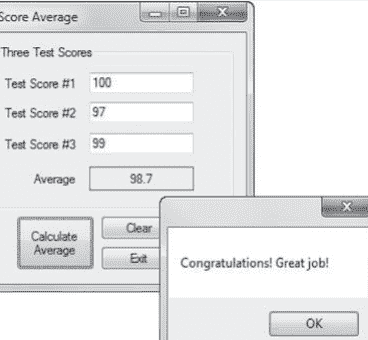 Score Average
Three Test Scores
Test Score #1 100
Test Score #2 97
Test Score #3 99
Average 98.7
Calculate
Average
Clear
Exit
Congratulations! Great job!
OK